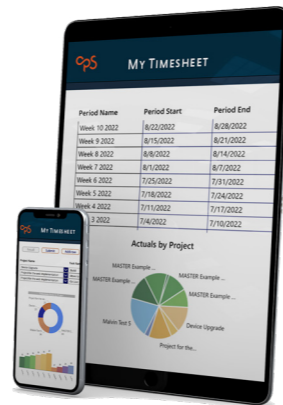 cps MY TIMESHEET
Period Name Period Start Period End
Week 10 2022 8/22/2022 8/28/2022
Week 9 2022 8/15/2022 8/21/2022
Week 8 2022 8/8/2022 8/14/2022
Week 7 2022 8/1/2022 8/7/2022
Week 6 2022 7/25/2022 7/31/2022
Week 5 2022 7/18/2022 7/24/2022
Week 4 2022 7/11/2022 7/17/2022
3 2022 7/4/2022 7/10/2022
Actuals by Project
MASTER Example ...
MASTER Example ...
MASTER Example ...
MASTER Example ...
Makon Test 5
Device Upgrade
Project for the...
cps MY TIMESHEET